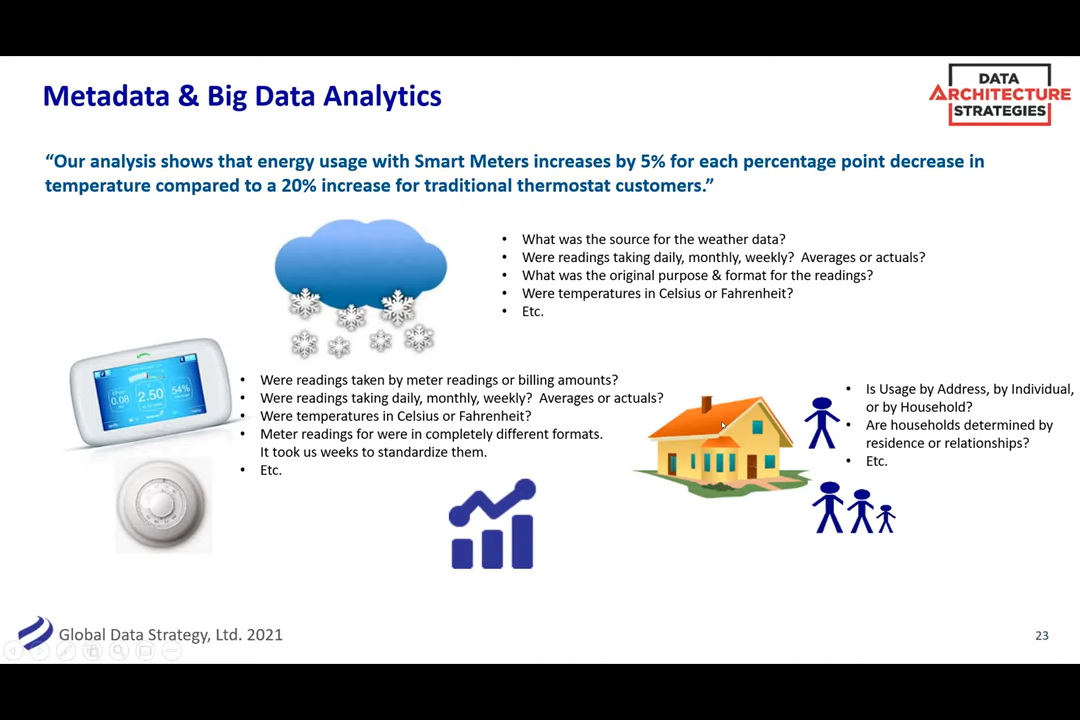 Metadata & Big Data Analytics
DATA
ARCHITECTURE
STRATEGIES
“Our analysis shows that energy usage with Smart Meters increases by 5% for each percentage point decrease in
temperature compared to a 20% increase for traditional thermostat customers.”
• What was the source for the weather data?
• Were readings taking daily, monthly, weekly? Averages or actuals?
• What was the original purpose & format for the readings?
• Were temperatures in Celsius or Fahrenheit?
• Etc.
0.08
2.50
54%
• Were readings taken by meter readings or billing amounts?
• Were readings taking daily, monthly, weekly? Averages or actuals?
• Were temperatures in Celsius or Fahrenheit?
• Meter readings for were in completely different formats.
It took us weeks to standardize them.
• Etc.
• Is Usage by Address, by Individual,
or by Household?
• Are households determined by
residence or relationships?
• Etc.
Global Data Strategy, Ltd. 2021
23